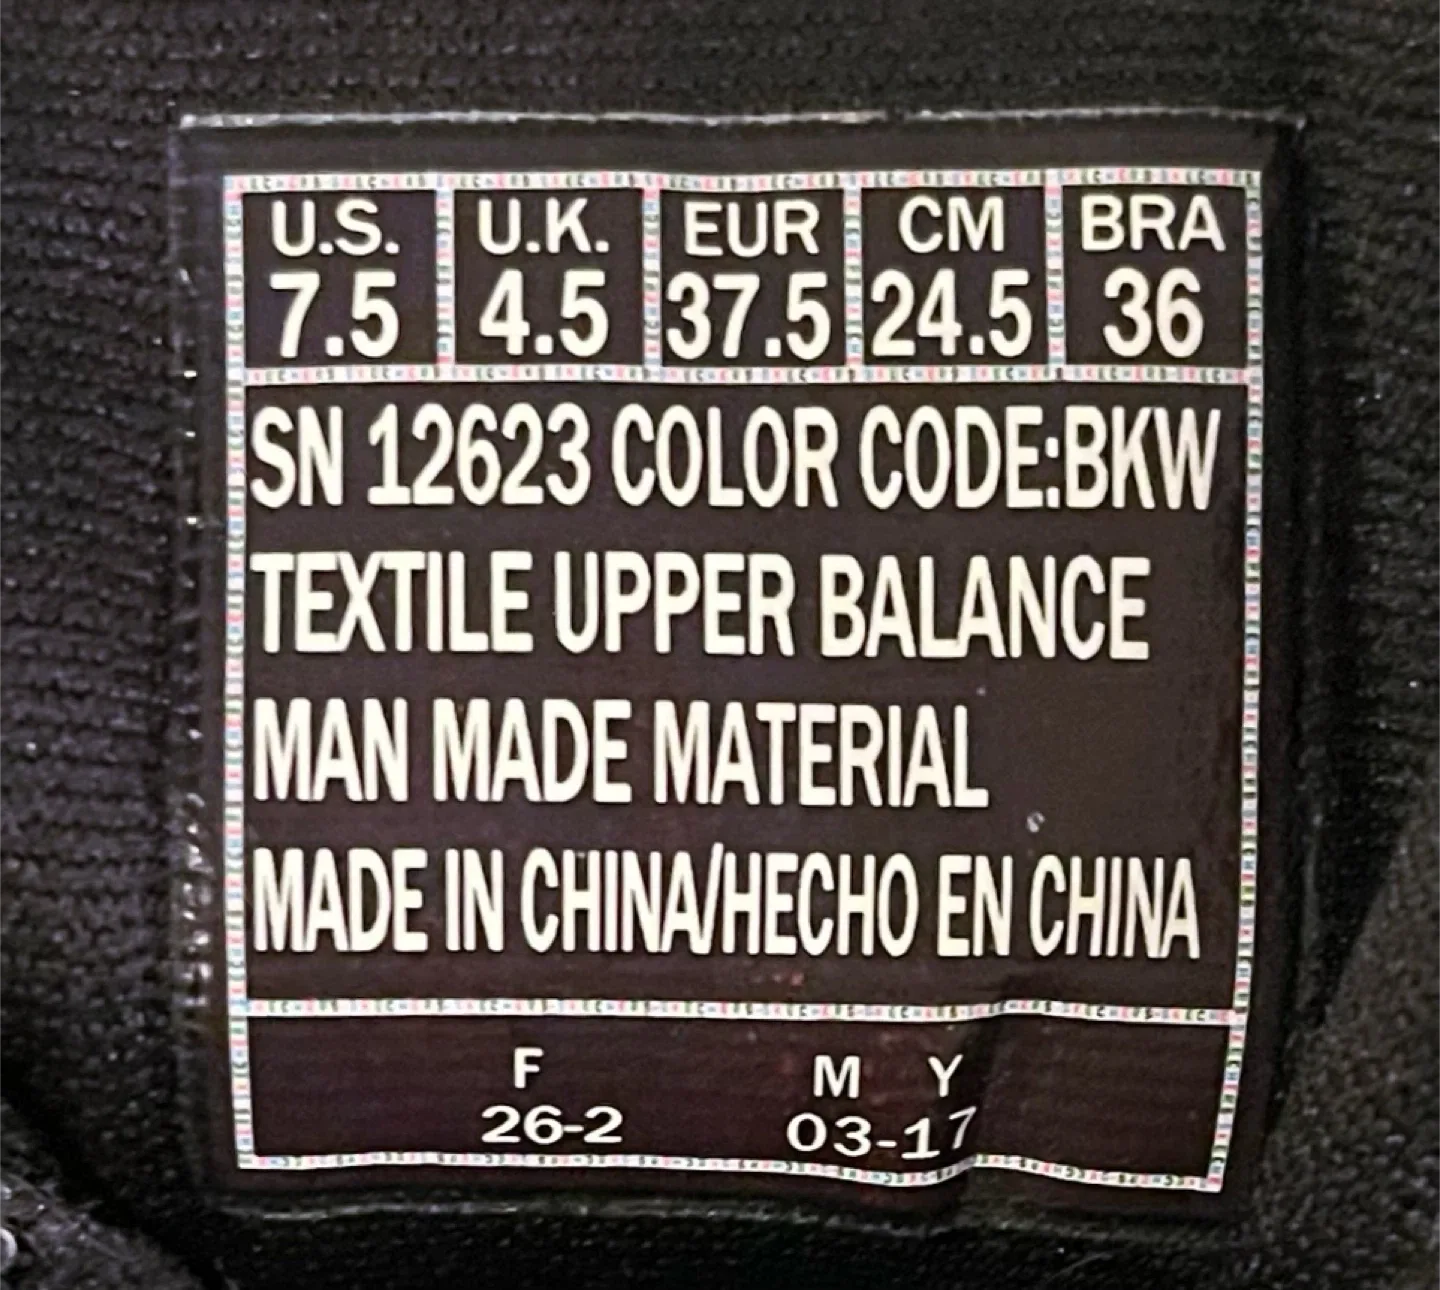 U.S. U.K. EUR CM BRA
7.5 4.5 37.5 24.5 36
SN 12623 COLOR CODE:BKW
TEXTILE UPPER BALANCE
MAN MADE MATERIAL
MADE IN CHINA/HECHO EN CHINA
F M Y
26-2 03-17